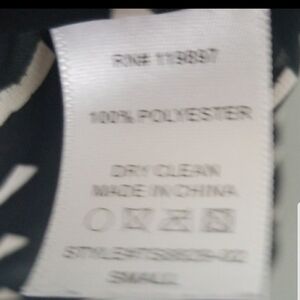 RN# 119897
100% POLYESTER
DRY CLEAN
MADE IN CHINA
SMALL